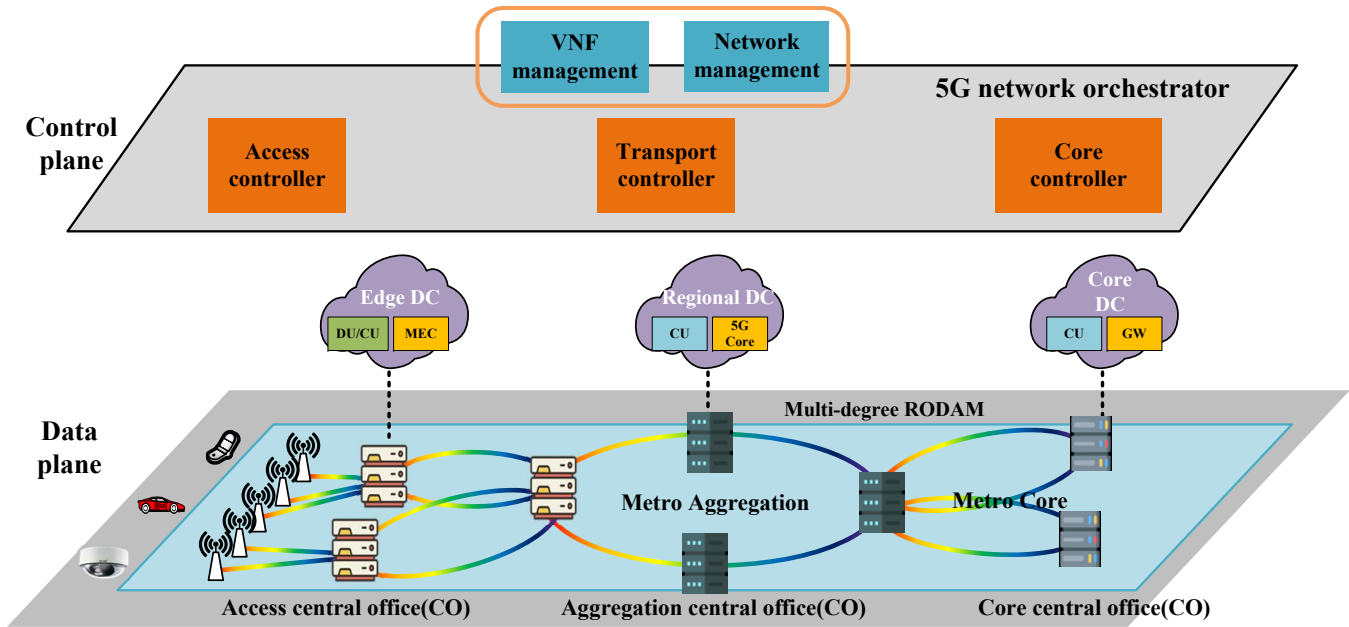 VNF
management
Network
management
5G network orchestrator
Control
plane
Access
controller
Transport
controller
Core
controller
Edge DC
DU/CU
MEC
Regional DC
CU
5G
Core
Core
DC
CU
GW
Data
plane
Multi-degree RODAM
Metro Aggregation
Metro Core
Access central office(CO)
Aggregation central office(CO)
Core central office(CO)